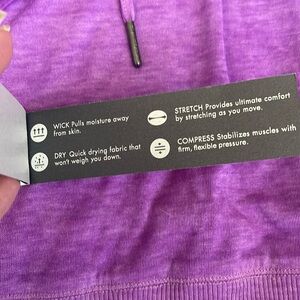 WICK Pulls moisture away
from skin.
DRY Quick drying fabric that
won't weigh you down.
STRETCH Provides ultimate comfort
by stretching as you move.
COMPRESS Stabilizes muscles with
firm, flexible pressure.